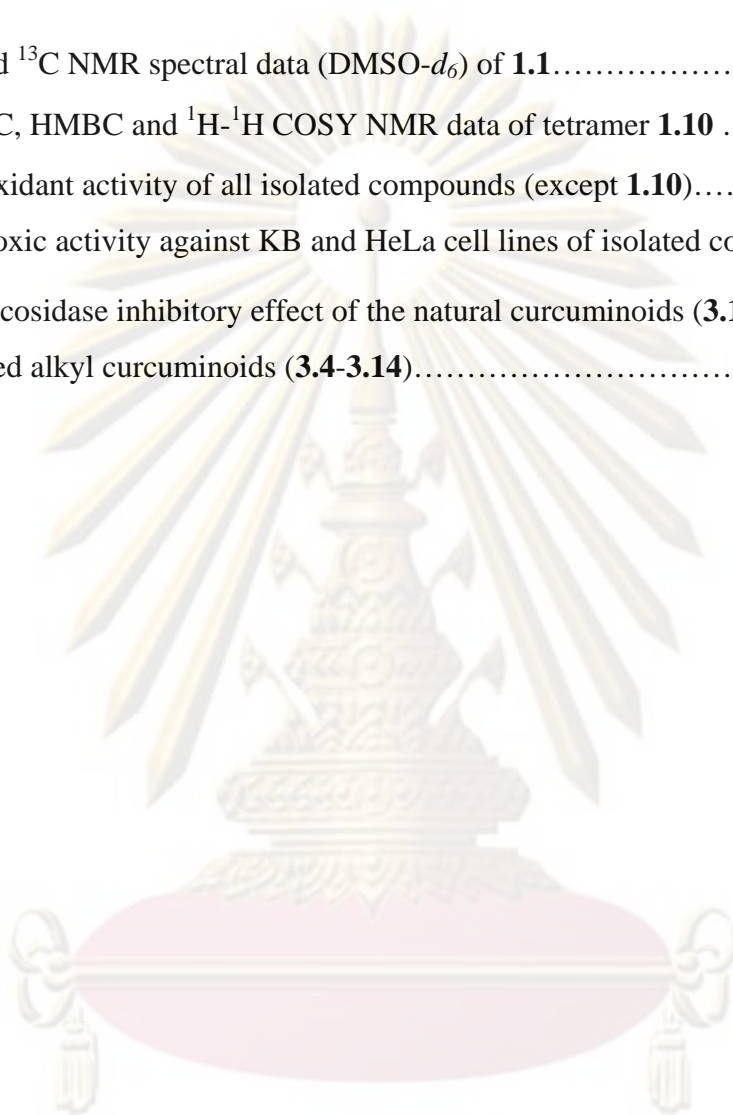 d ¹³C NMR spectral data (DMSO-d₆) of 1.1……………………
C, HMBC and ¹H-¹H COSY NMR data of tetramer 1.10 .
xidant activity of all isolated compounds (except 1.10)…..
oxic activity against KB and HeLa cell lines of isolated co
cosidase inhibitory effect of the natural curcuminoids (3.1
ed alkyl curcuminoids (3.4-3.14)………………………………